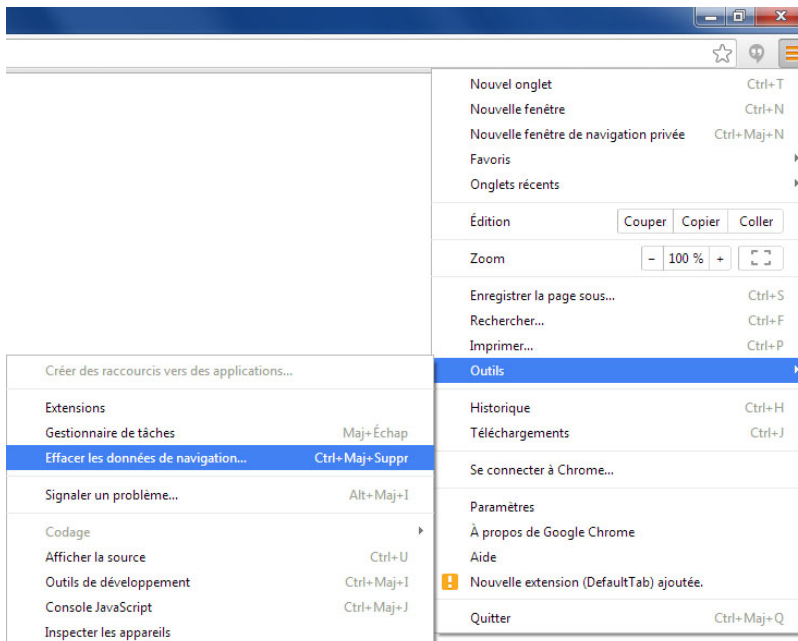 Nouvel onglet Ctrl+T
Nouvelle fenêtre Ctrl+N
Nouvelle fenêtre de navigation privée Ctrl+Maj+N
Favoris
Onglets récents
Édition Couper Copier Coller
Zoom - 100 % +
Enregistrer la page sous... Ctrl+S
Rechercher... Ctrl+F
Imprimer... Ctrl+P
Outils
Historique Ctrl+H
Téléchargements Ctrl+J
Se connecter à Chrome...
Paramètres
À propos de Google Chrome
Aide
Nouvelle extension (DefaultTab) ajoutée.
Quitter Ctrl+Maj+Q
Créer des raccourcis vers des applications...
Extensions
Gestionnaire de tâches Maj+Échap
Effacer les données de navigation... Ctrl+Maj+Suppr
Signaler un problème... Alt+Maj+I
Codage
Afficher la source Ctrl+U
Outils de développement Ctrl+Maj+I
Console JavaScript Ctrl+Maj+J
Inspecter les appareils